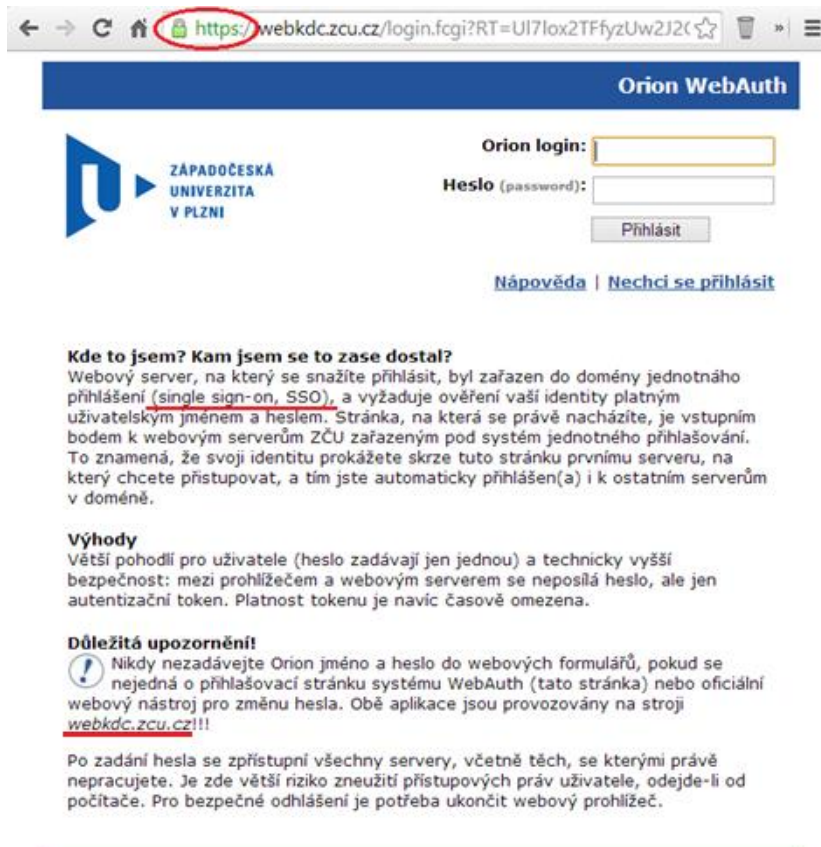 https://webkdc.zcu.cz/login.fcgi?RT=Ul7lox2TFfyzUw2J2(
Orion WebAuth
ZÁPADOČESKÁ
UNIVERZITA
V PLZNI
Orion login:
Heslo (password):
Přihlásit
Nápověda | Nechci se přihlásit
Kde to jsem? Kam jsem se to zase dostal?
Webový server, na který se snažíte přihlásit, byl zařazen do domény jednotného
přihlášení (single sign-on, SSO), a vyžaduje ověření vaší identity platným
uživatelským jménem a heslem. Stránka, na která se právě nacházíte, je vstupním
bodem k webovým serverům ZČU zařazeným pod systém jednotného přihlašování.
To znamená, že svoji identitu prokážete skrze tuto stránku prvnímu serveru, na
který chcete přistupovat, a tím jste automaticky přihlášen(a) i k ostatním serverům
v doméně.
Výhody
Větší pohodlí pro uživatele (heslo zadávají jen jednou) a technicky vyšší
bezpečnost: mezi prohlížečem a webovým serverem se neposílá heslo, ale jen
autentizační token. Platnost tokenu je navíc časově omezena.
Důležitá upozornění!
Nikdy nezadávejte Orion jméno a heslo do webových formulářů, pokud se
nejedná o přihlašovací stránku systému WebAuth (tato stránka) nebo oficiální
webový nástroj pro změnu hesla. Obě aplikace jsou provozovány na stroji
webkdc.zcu.cz!!!
Po zadání hesla se zpřístupní všechny servery, včetně těch, se kterými právě
nepracujete. Je zde větší riziko zneužití přístupových práv uživatele, odejde-li od
počítače. Pro bezpečné odhlášení je potřeba ukončit webový prohlížeč.